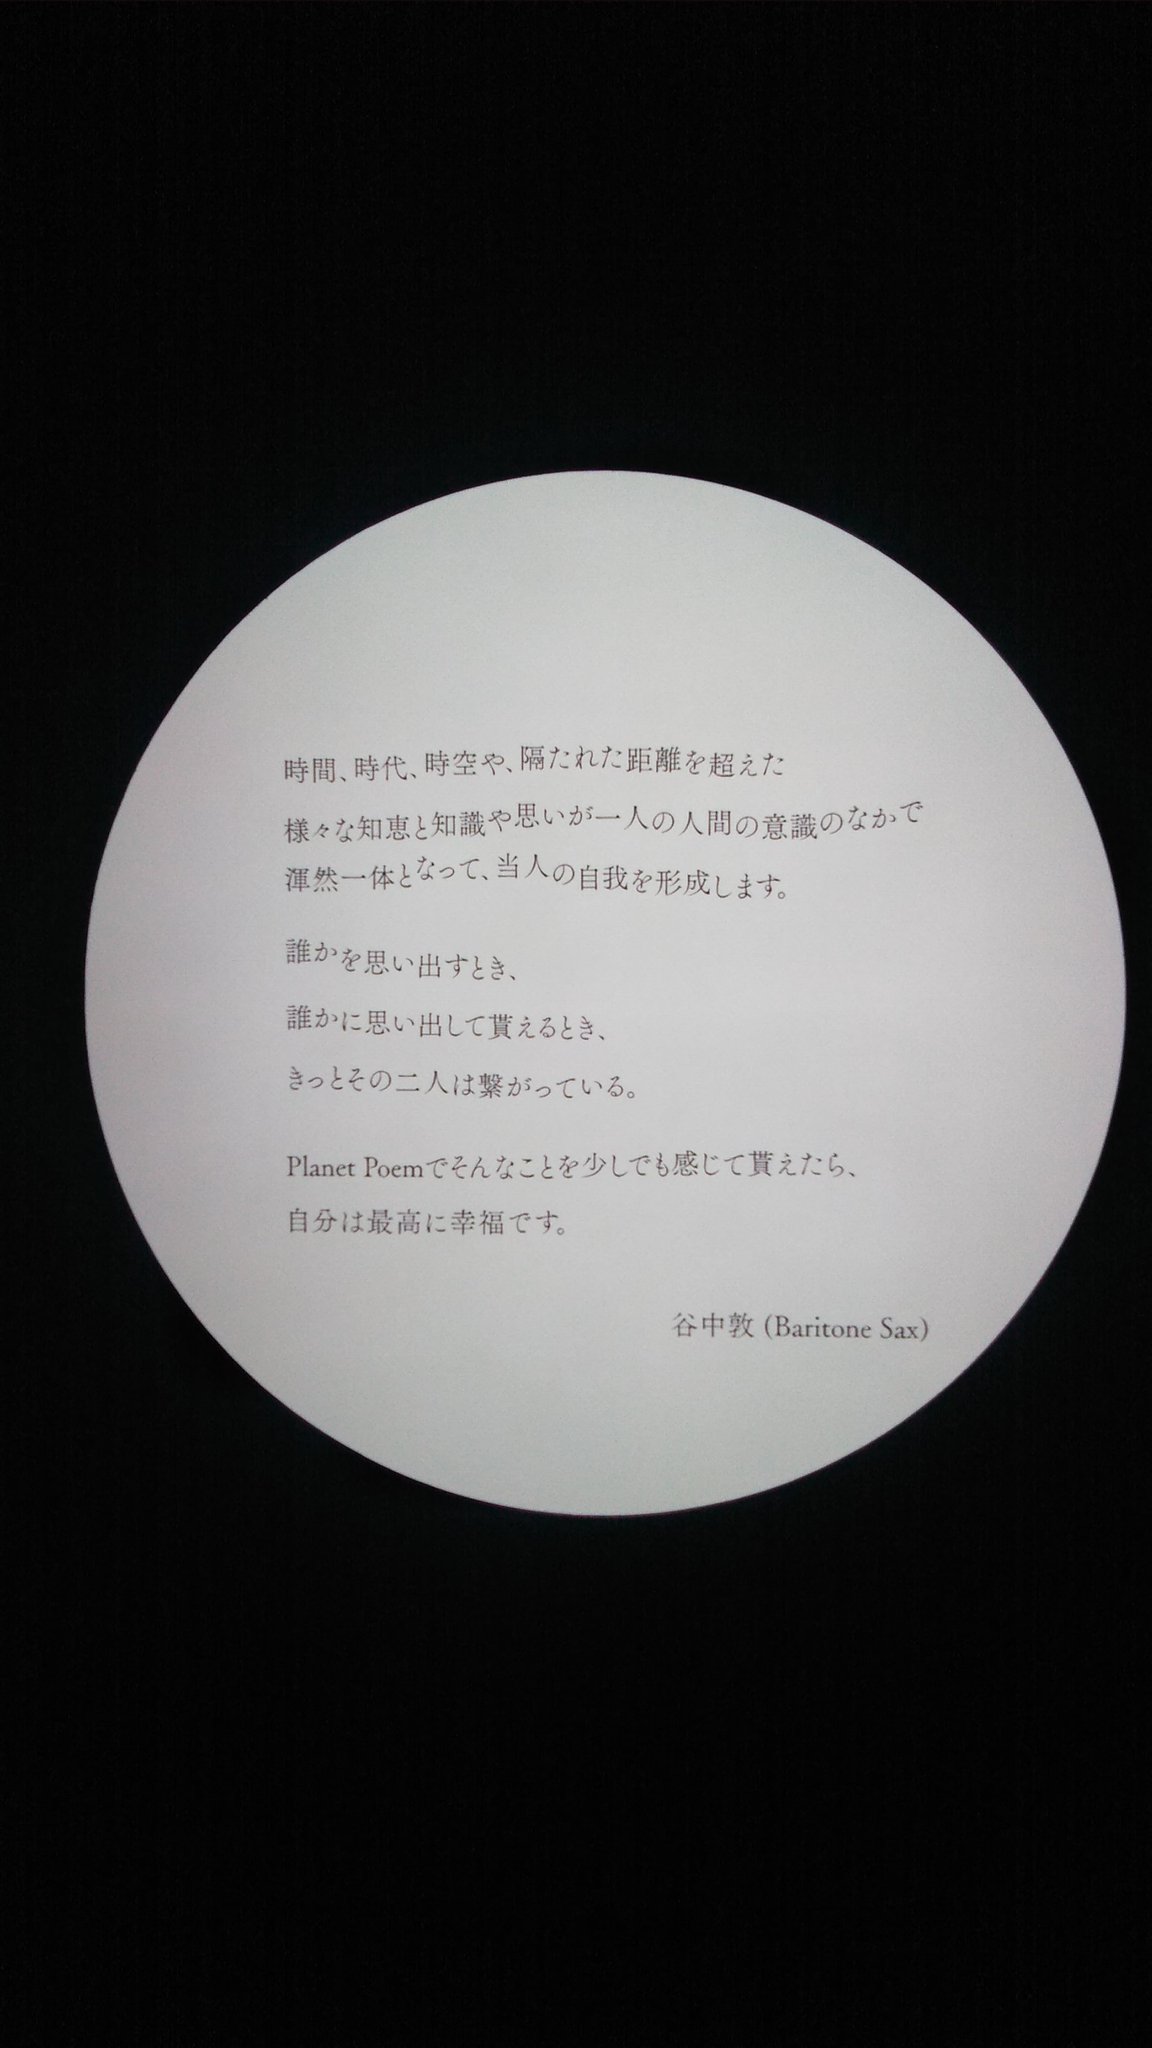 時間、時代、時空や、隔たれた距離を超えた
様々な知恵と知識や思いが一人の人間の意識のなかで
渾然一体となって、当人の自我を形成します。
誰かを思い出すとき、
誰かに思い出して貰えるとき、
きっとその二人は繋がっている。
Planet Poemでそんなことを少しでも感じて貰えたら、
自分は最高に幸福です。
谷中敦 (Baritone Sax)